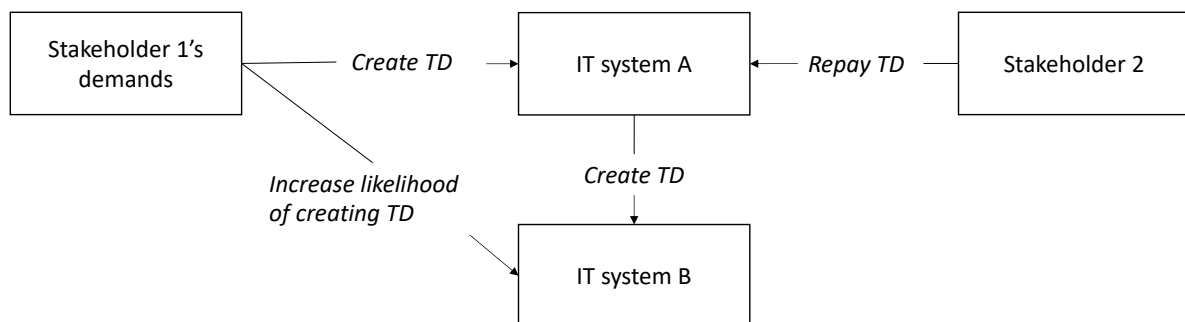 Stakeholder 1’s
demands
Create TD
IT system A
Repay TD
Stakeholder 2
Increase likelihood
of creating TD
Create TD
IT system B